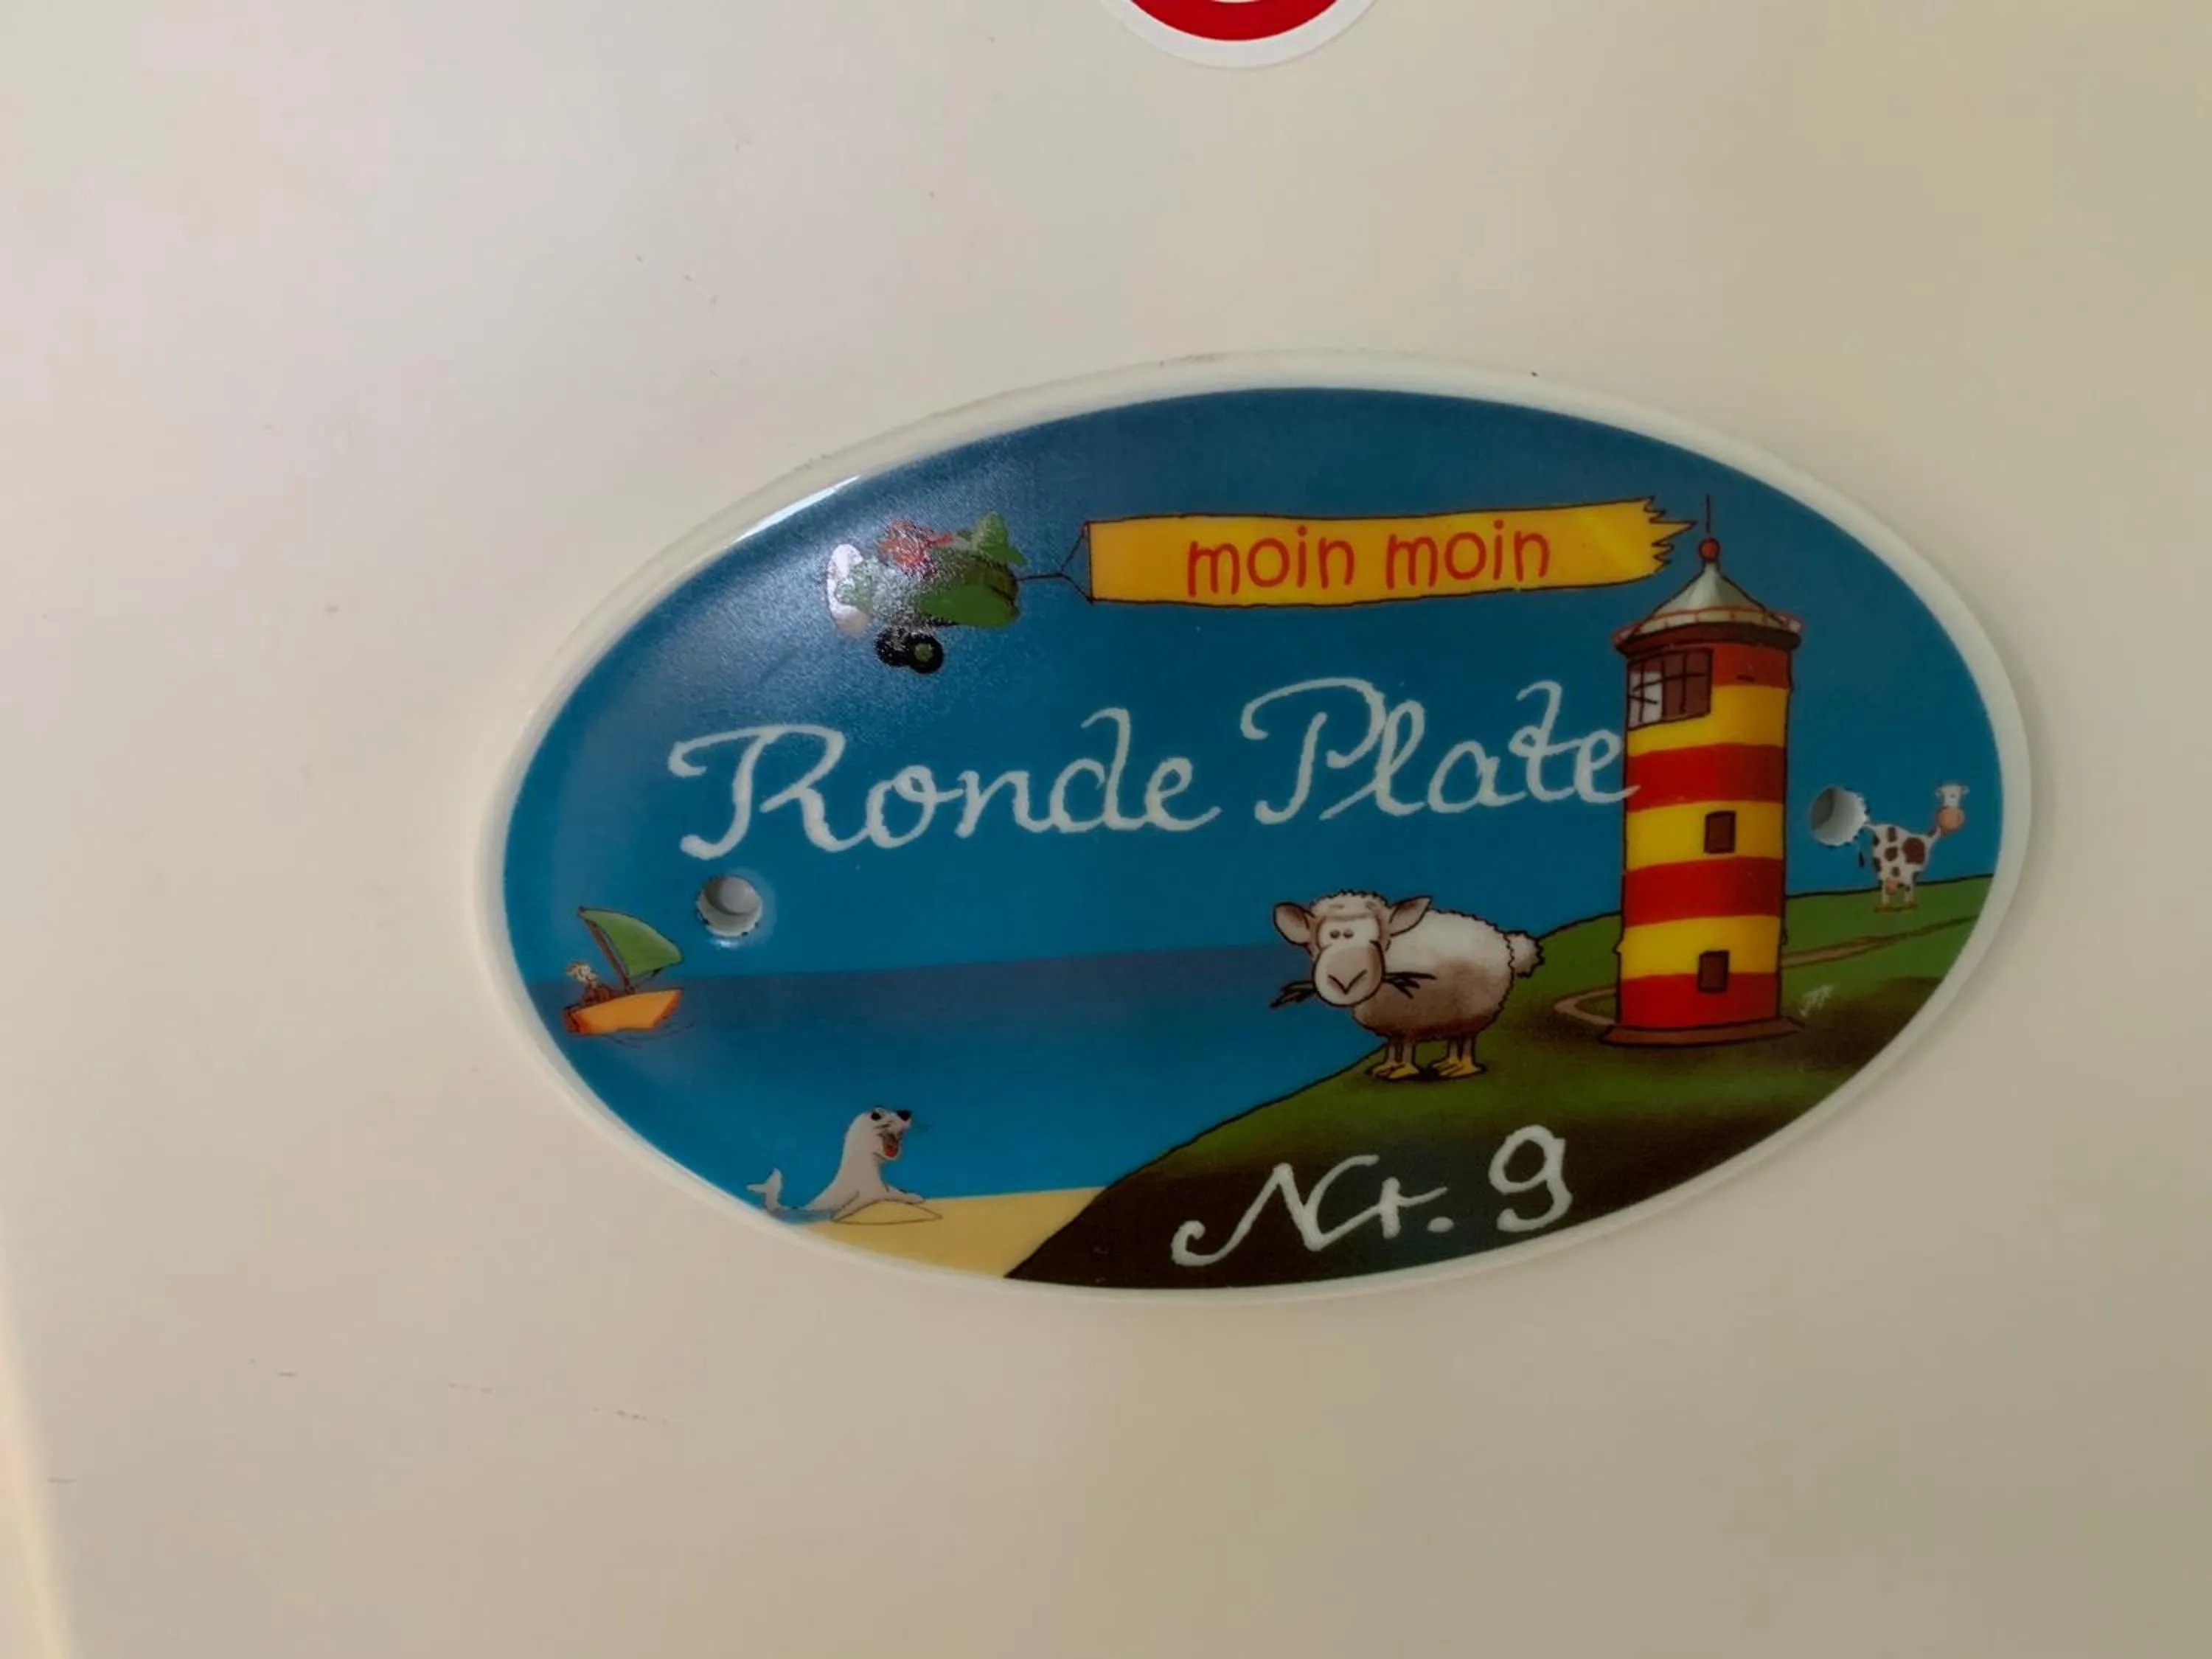 moin moin
Ronde Plate
Nr. 9